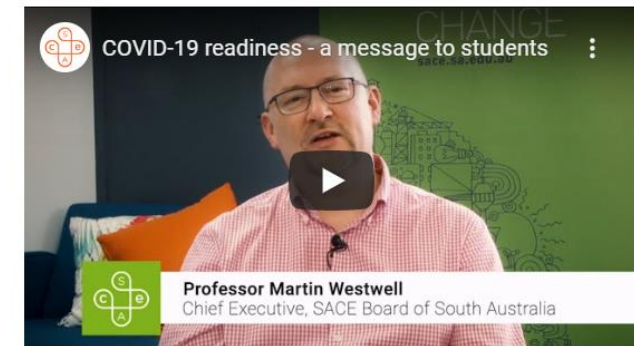 CHANGE
sace.sa.edu.au
COVID-19 readiness - a message to students
S
c e
A
S
c e
A
Professor Martin Westwell
Chief Executive, SACE Board of South Australia